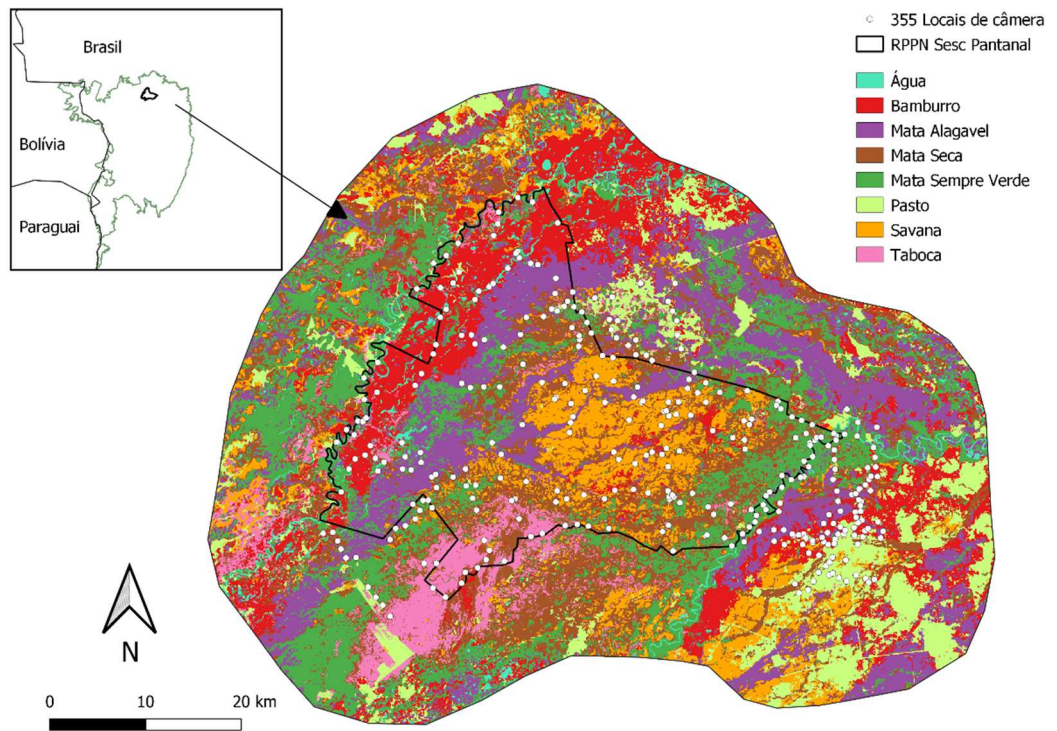 Brasil
Bolívia
Paraguai
355 Locais de câmera
RPPN Sesc Pantanal
Água
Bamburro
Mata Alagavel
Mata Seca
Mata Sempre Verde
Pasto
Savana
Taboca
N
0 10 20 km